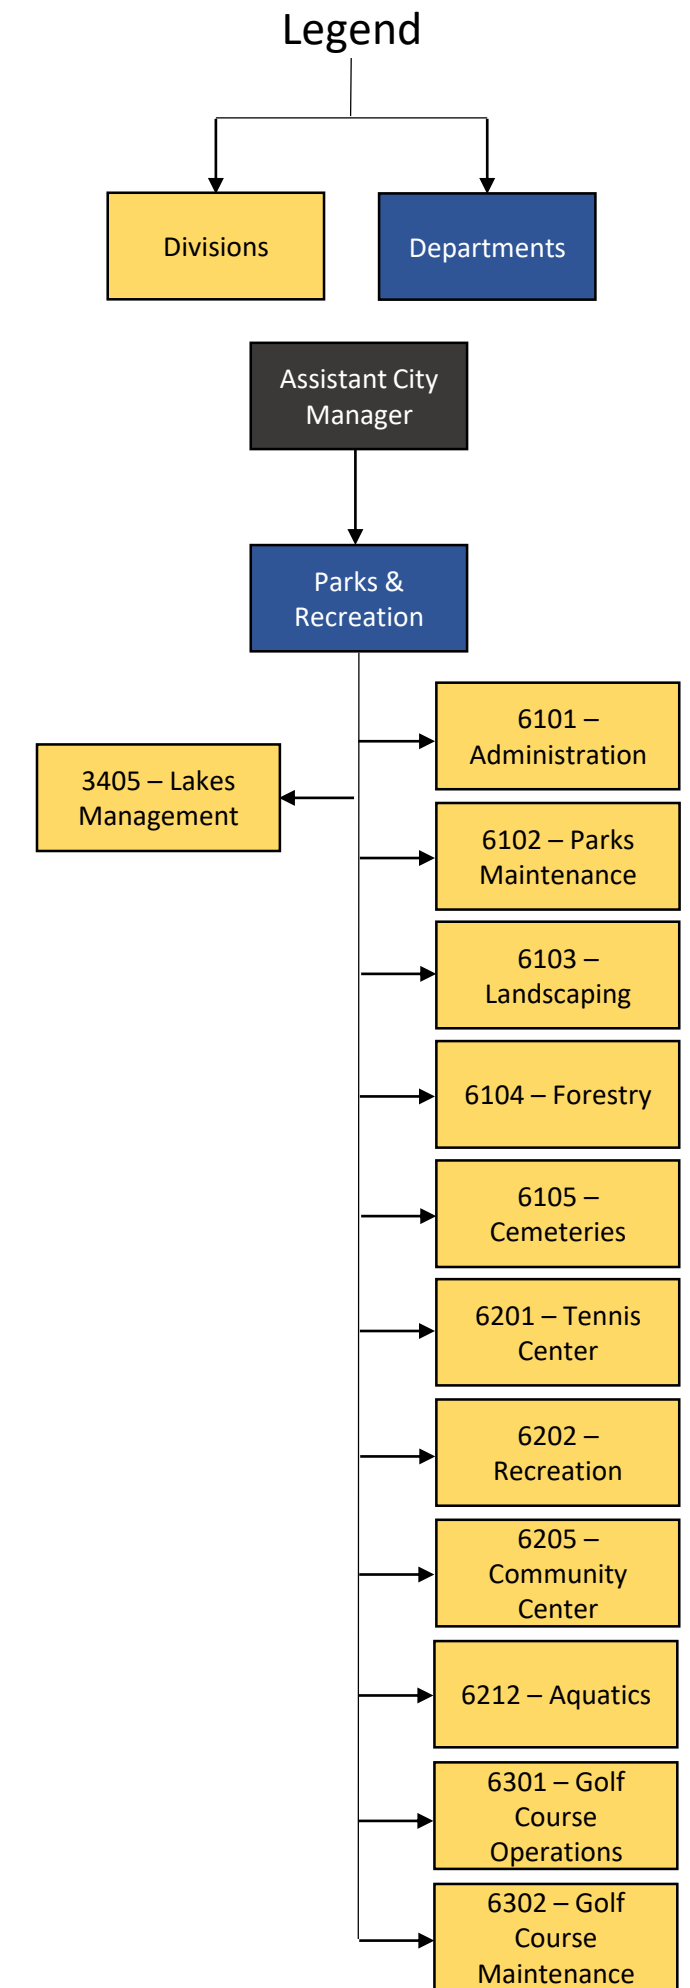 Legend
Divisions
Departments
Assistant City
Manager
Parks &
Recreation
3405 – Lakes
Management
6101 –
Administration
6102 – Parks
Maintenance
6103 –
Landscaping
6104 – Forestry
6105 –
Cemeteries
6201 – Tennis
Center
6202 –
Recreation
6205 –
Community
Center
6212 – Aquatics
6301 – Golf
Course
Operations
6302 – Golf
Course
Maintenance